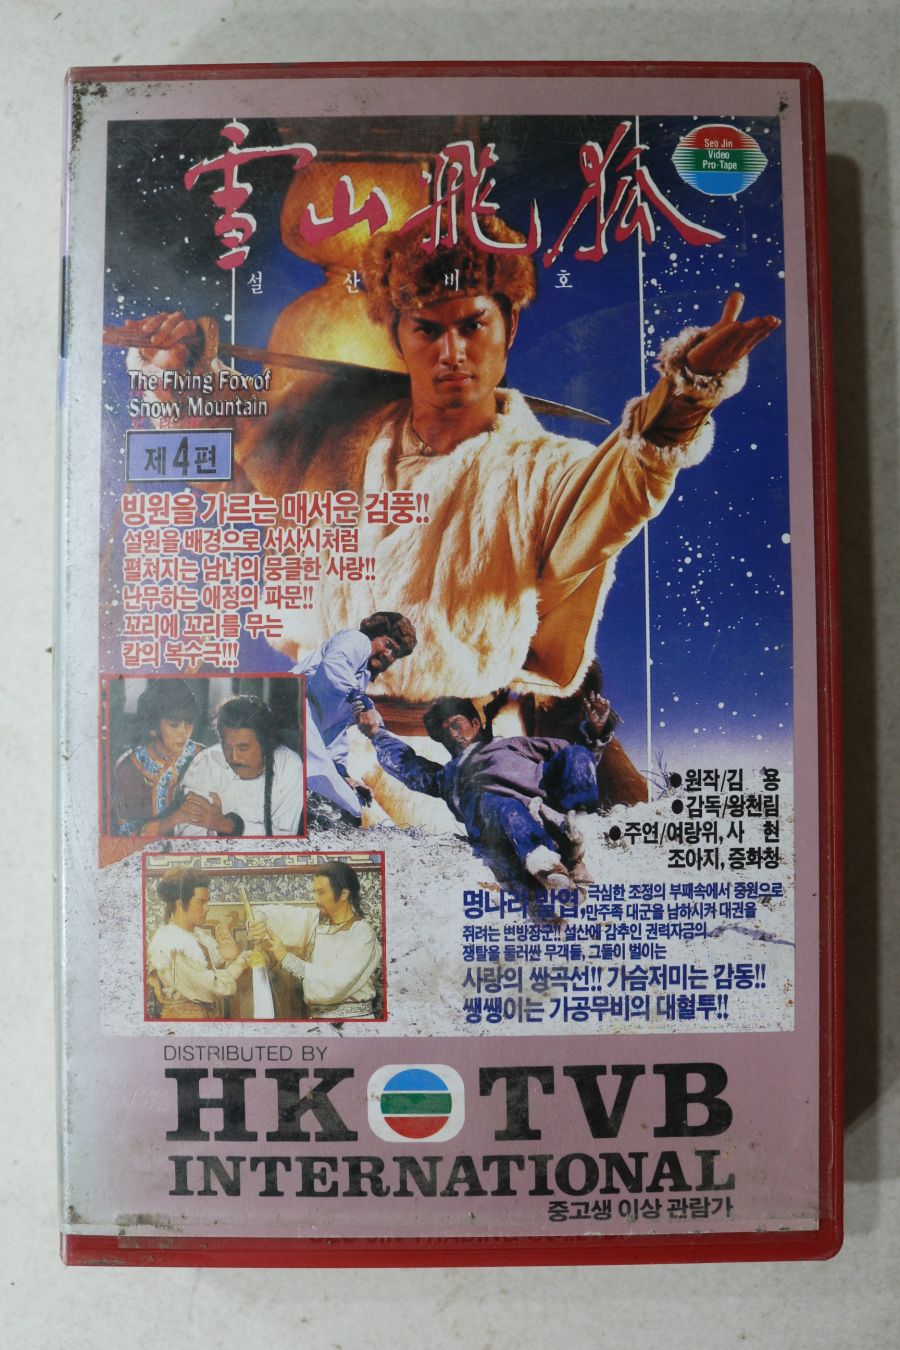 雪山飛狐
설 산 비 호
Seo Jin
Video
Pro-Tape
The Flying Fox of
Snowy Mountain
제4편
빙원을 가르는 매서운 검풍!!
설원을 배경으로 서사시처럼
펼쳐지는 남녀의 뭉클한 사랑!!
난무하는 애정의 파문!!
꼬리에 꼬리를 무는
칼의 복수극!!!
●원작/김 용
●감독/왕천림
●주연/여량위, 사 현
조아지, 증화청
명나라 말엽, 극심한 조정의 부패속에서 중원으로
만주족 대군을 남하시켜 대권을
쥐려는 변방장군!! 설산에 감추인 권력자금의
쟁탈을 둘러싼 무객들, 그들이 벌이는
사랑의 쌍곡선!! 가슴저미는 감동!!
쌩쌩이는 가공무비의 대혈투!!
DISTRIBUTED BY
HK TVB
INTERNATIONAL
중고생 이상 관람가